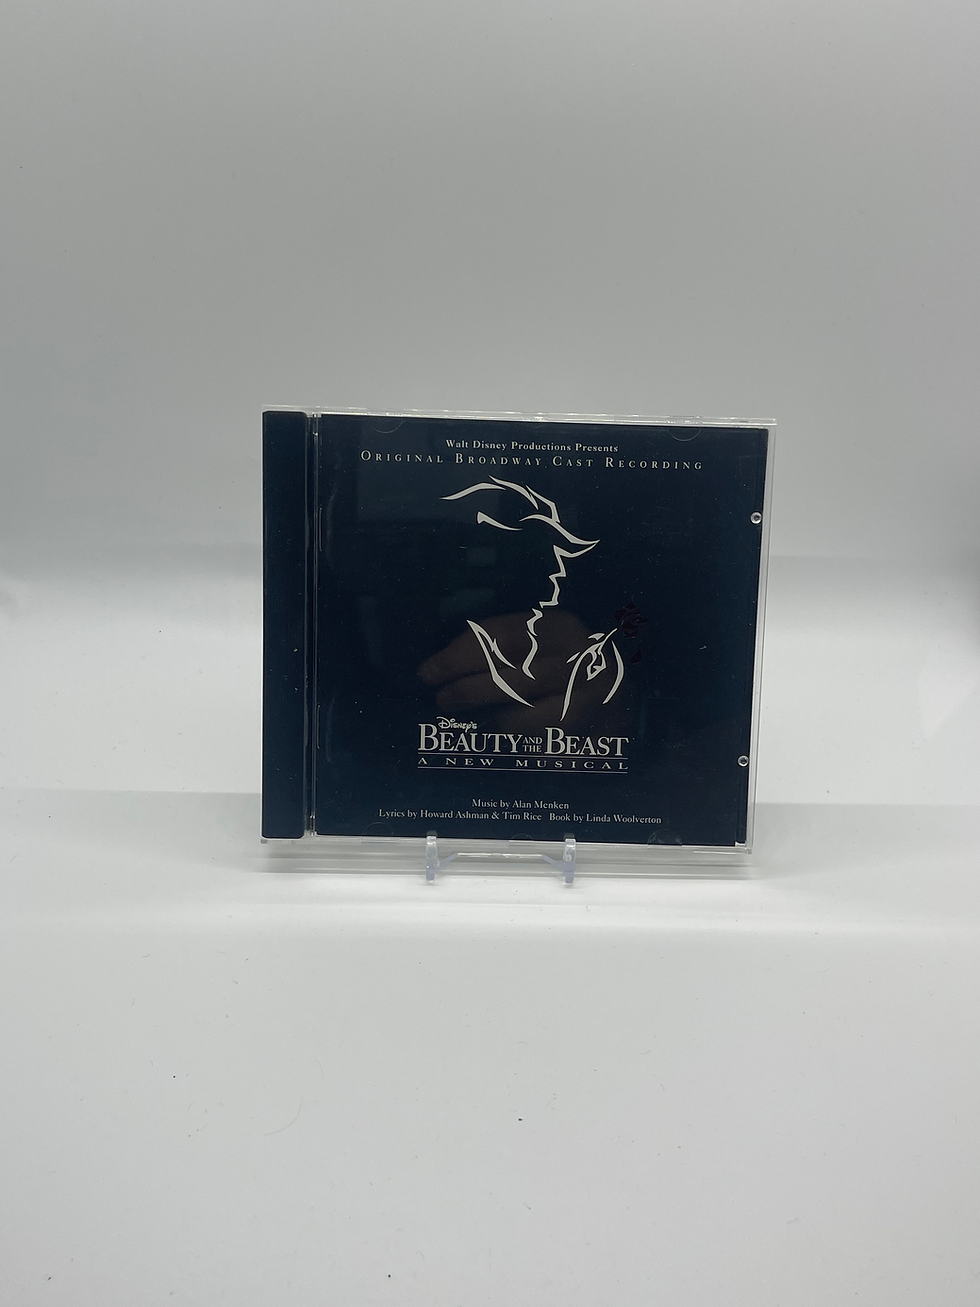 Walt Disney Productions Presents
ORIGINAL BROADWAY CAST RECORDING
Disney's
BEAUTY AND THE BEAST
A NEW MUSICAL
Music by Alan Menken
Lyrics by Howard Ashman & Tim Rice Book by Linda Woolverton